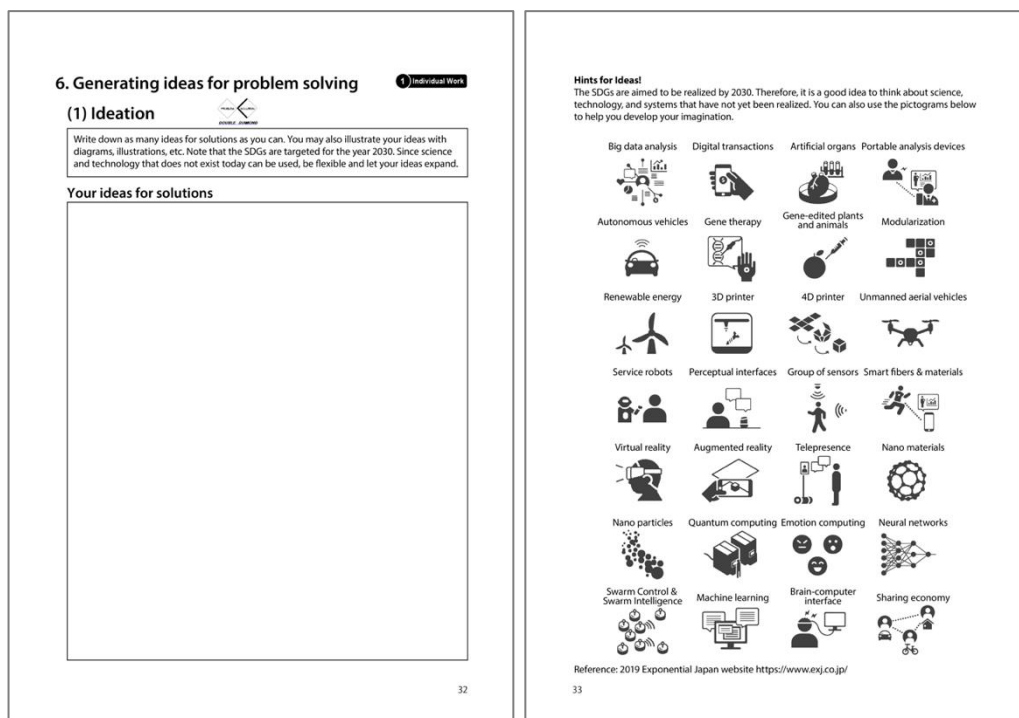 6. Generating ideas for problem solving
1 Individual Work
(1) Ideation
DOUBLE DIAMOND
Write down as many ideas for solutions as you can. You may also illustrate your ideas with
diagrams, illustrations, etc. Note that the SDGs are targeted for the year 2030. Since science
and technology that does not exist today can be used, be flexible and let your ideas expand.
Your ideas for solutions
32
Hints for Ideas!
The SDGs are aimed to be realized by 2030. Therefore, it is a good idea to think about science,
technology, and systems that have not yet been realized. You can also use the pictograms below
to help you develop your imagination.
Big data analysis Digital transactions Artificial organs Portable analysis devices
Autonomous vehicles Gene therapy Gene-edited plants
and animals Modularization
Renewable energy 3D printer 4D printer Unmanned aerial vehicles
Service robots Perceptual interfaces Group of sensors Smart fibers & materials
Virtual reality Augmented reality Telepresence Nano materials
Nano particles Quantum computing Emotion computing Neural networks
Swarm Control &
Swarm Intelligence Machine learning Brain-computer
interface Sharing economy
Reference: 2019 Exponential Japan website https://www.exj.co.jp/
33